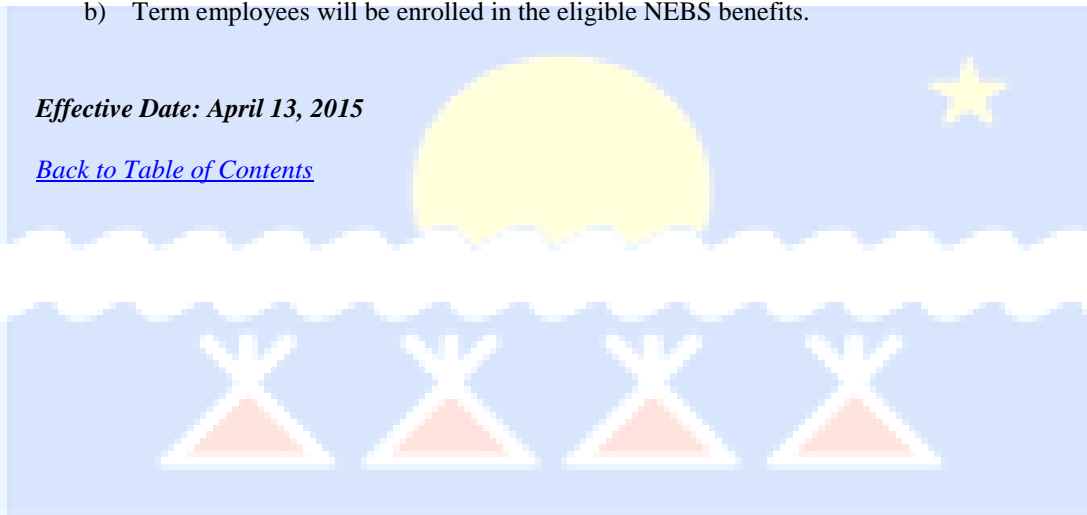 b) Term employees will be enrolled in the eligible NEBS benefits.
Effective Date: April 13, 2015
Back to Table of Contents